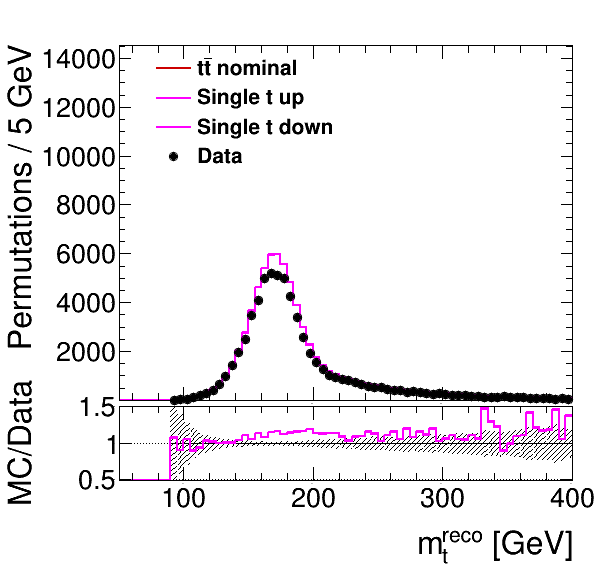 Permutations / 5 GeV
14000
12000
10000
8000
6000
4000
2000
tt̄ nominal
Single t up
Single t down
Data
MC/Data
1.5
1
0.5
100 200 300 400
m_t^reco [GeV]